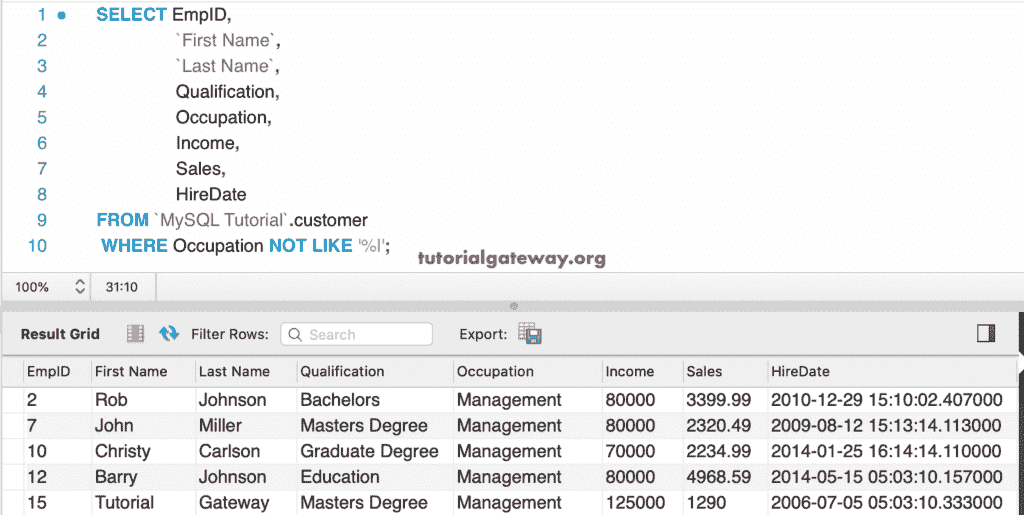 1 SELECT EmpID,
2 `First Name`,
3 `Last Name`,
4 Qualification,
5 Occupation,
6 Income,
7 Sales,
8 HireDate
9 FROM `MySQL Tutorial`.customer
10 WHERE Occupation NOT LIKE '%l';
tutorialgateway.org
100% 31:10
Result Grid Filter Rows: Search Export:
EmpID First Name Last Name Qualification Occupation Income Sales HireDate
2 Rob Johnson Bachelors Management 80000 3399.99 2010-12-29 15:10:02.407000
7 John Miller Masters Degree Management 80000 2320.49 2009-08-12 15:13:14.113000
10 Christy Carlson Graduate Degree Management 70000 2234.99 2014-01-25 16:14:14.110000
12 Barry Johnson Education Management 80000 4968.59 2014-05-15 05:03:10.157000
15 Tutorial Gateway Masters Degree Management 125000 1290 2006-07-05 05:03:10.333000